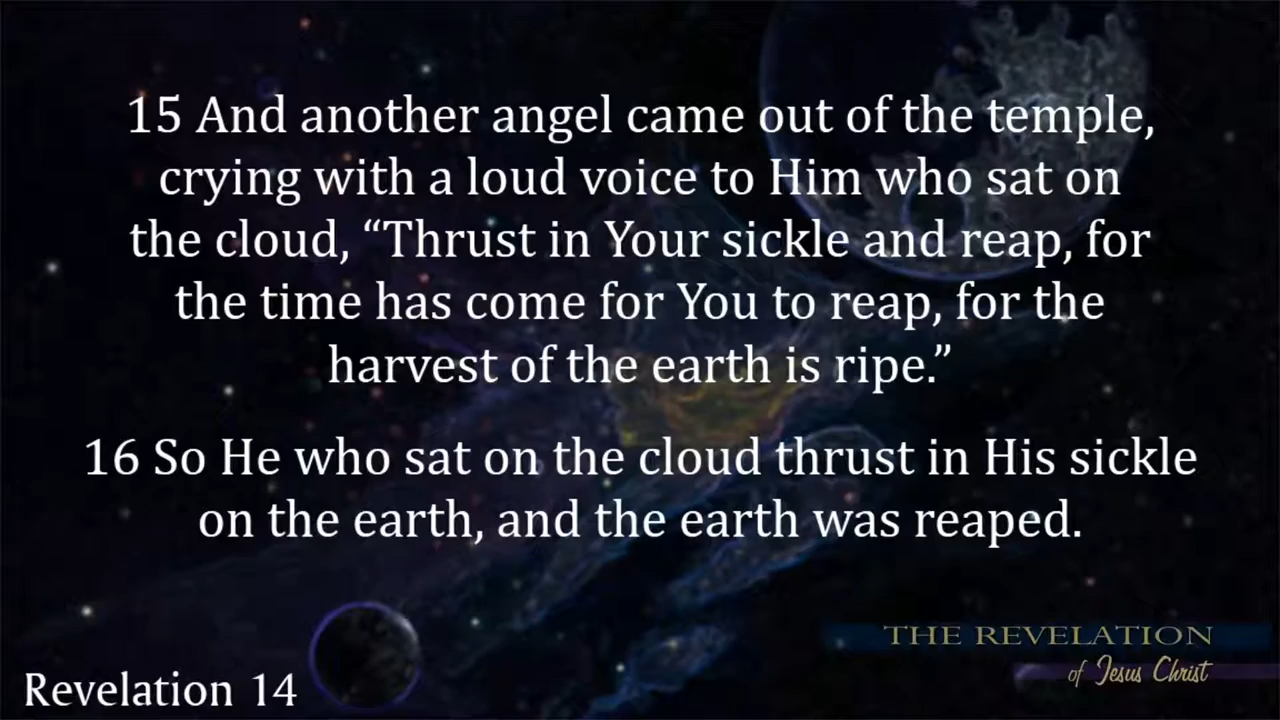 15 And another angel came out of the temple,
crying with a loud voice to Him who sat on
the cloud, “Thrust in Your sickle and reap, for
the time has come for You to reap, for the
harvest of the earth is ripe.”
16 So He who sat on the cloud thrust in His sickle
on the earth, and the earth was reaped.
THE REVELATION
of Jesus Christ
Revelation 14